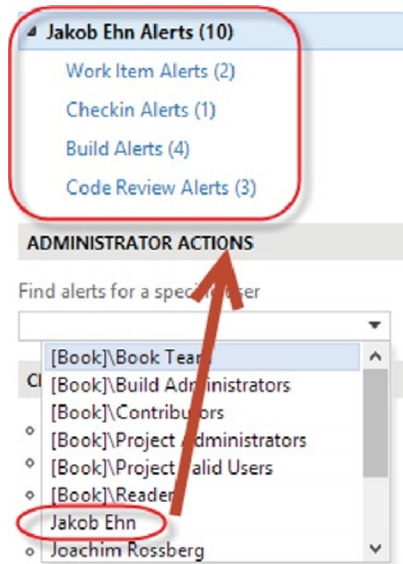 Jakob Ehn Alerts (10)
Work Item Alerts (2)
Checkin Alerts (1)
Build Alerts (4)
Code Review Alerts (3)
ADMINISTRATOR ACTIONS
Find alerts for a specific user
[Book]\Book Team
[Book]\Build Administrators
[Book]\Contributors
[Book]\Project Administrators
[Book]\Project Valid Users
[Book]\Readers
Jakob Ehn
Joachim Rossberg